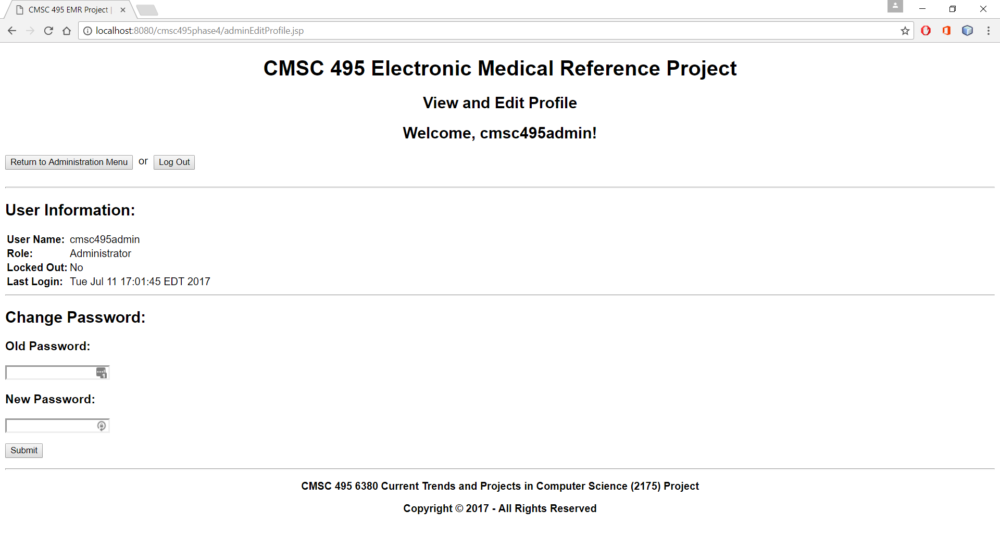 CMSC 495 EMR Project |
localhost:8080/cmsc495phase4/adminEditProfile.jsp
CMSC 495 Electronic Medical Reference Project
View and Edit Profile
Welcome, cmsc495admin!
Return to Administration Menu or Log Out
User Information:
User Name: cmsc495admin
Role: Administrator
Locked Out: No
Last Login: Tue Jul 11 17:01:45 EDT 2017
Change Password:
Old Password:
1
New Password:
Submit
CMSC 495 6380 Current Trends and Projects in Computer Science (2175) Project
Copyright © 2017 - All Rights Reserved